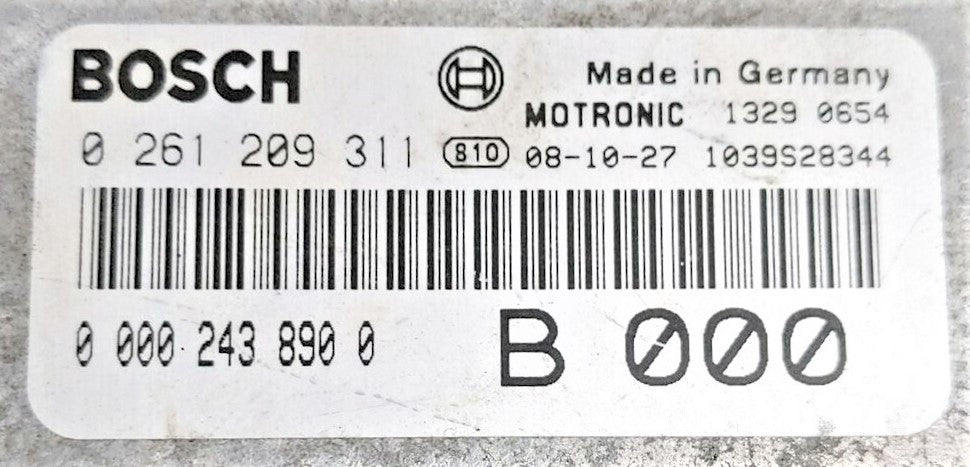 BOSCH
Made in Germany
MOTRONIC 1329 0654
0 261 209 311 810 08-10-27 1039S28344
0 000 243 890 0 B 000